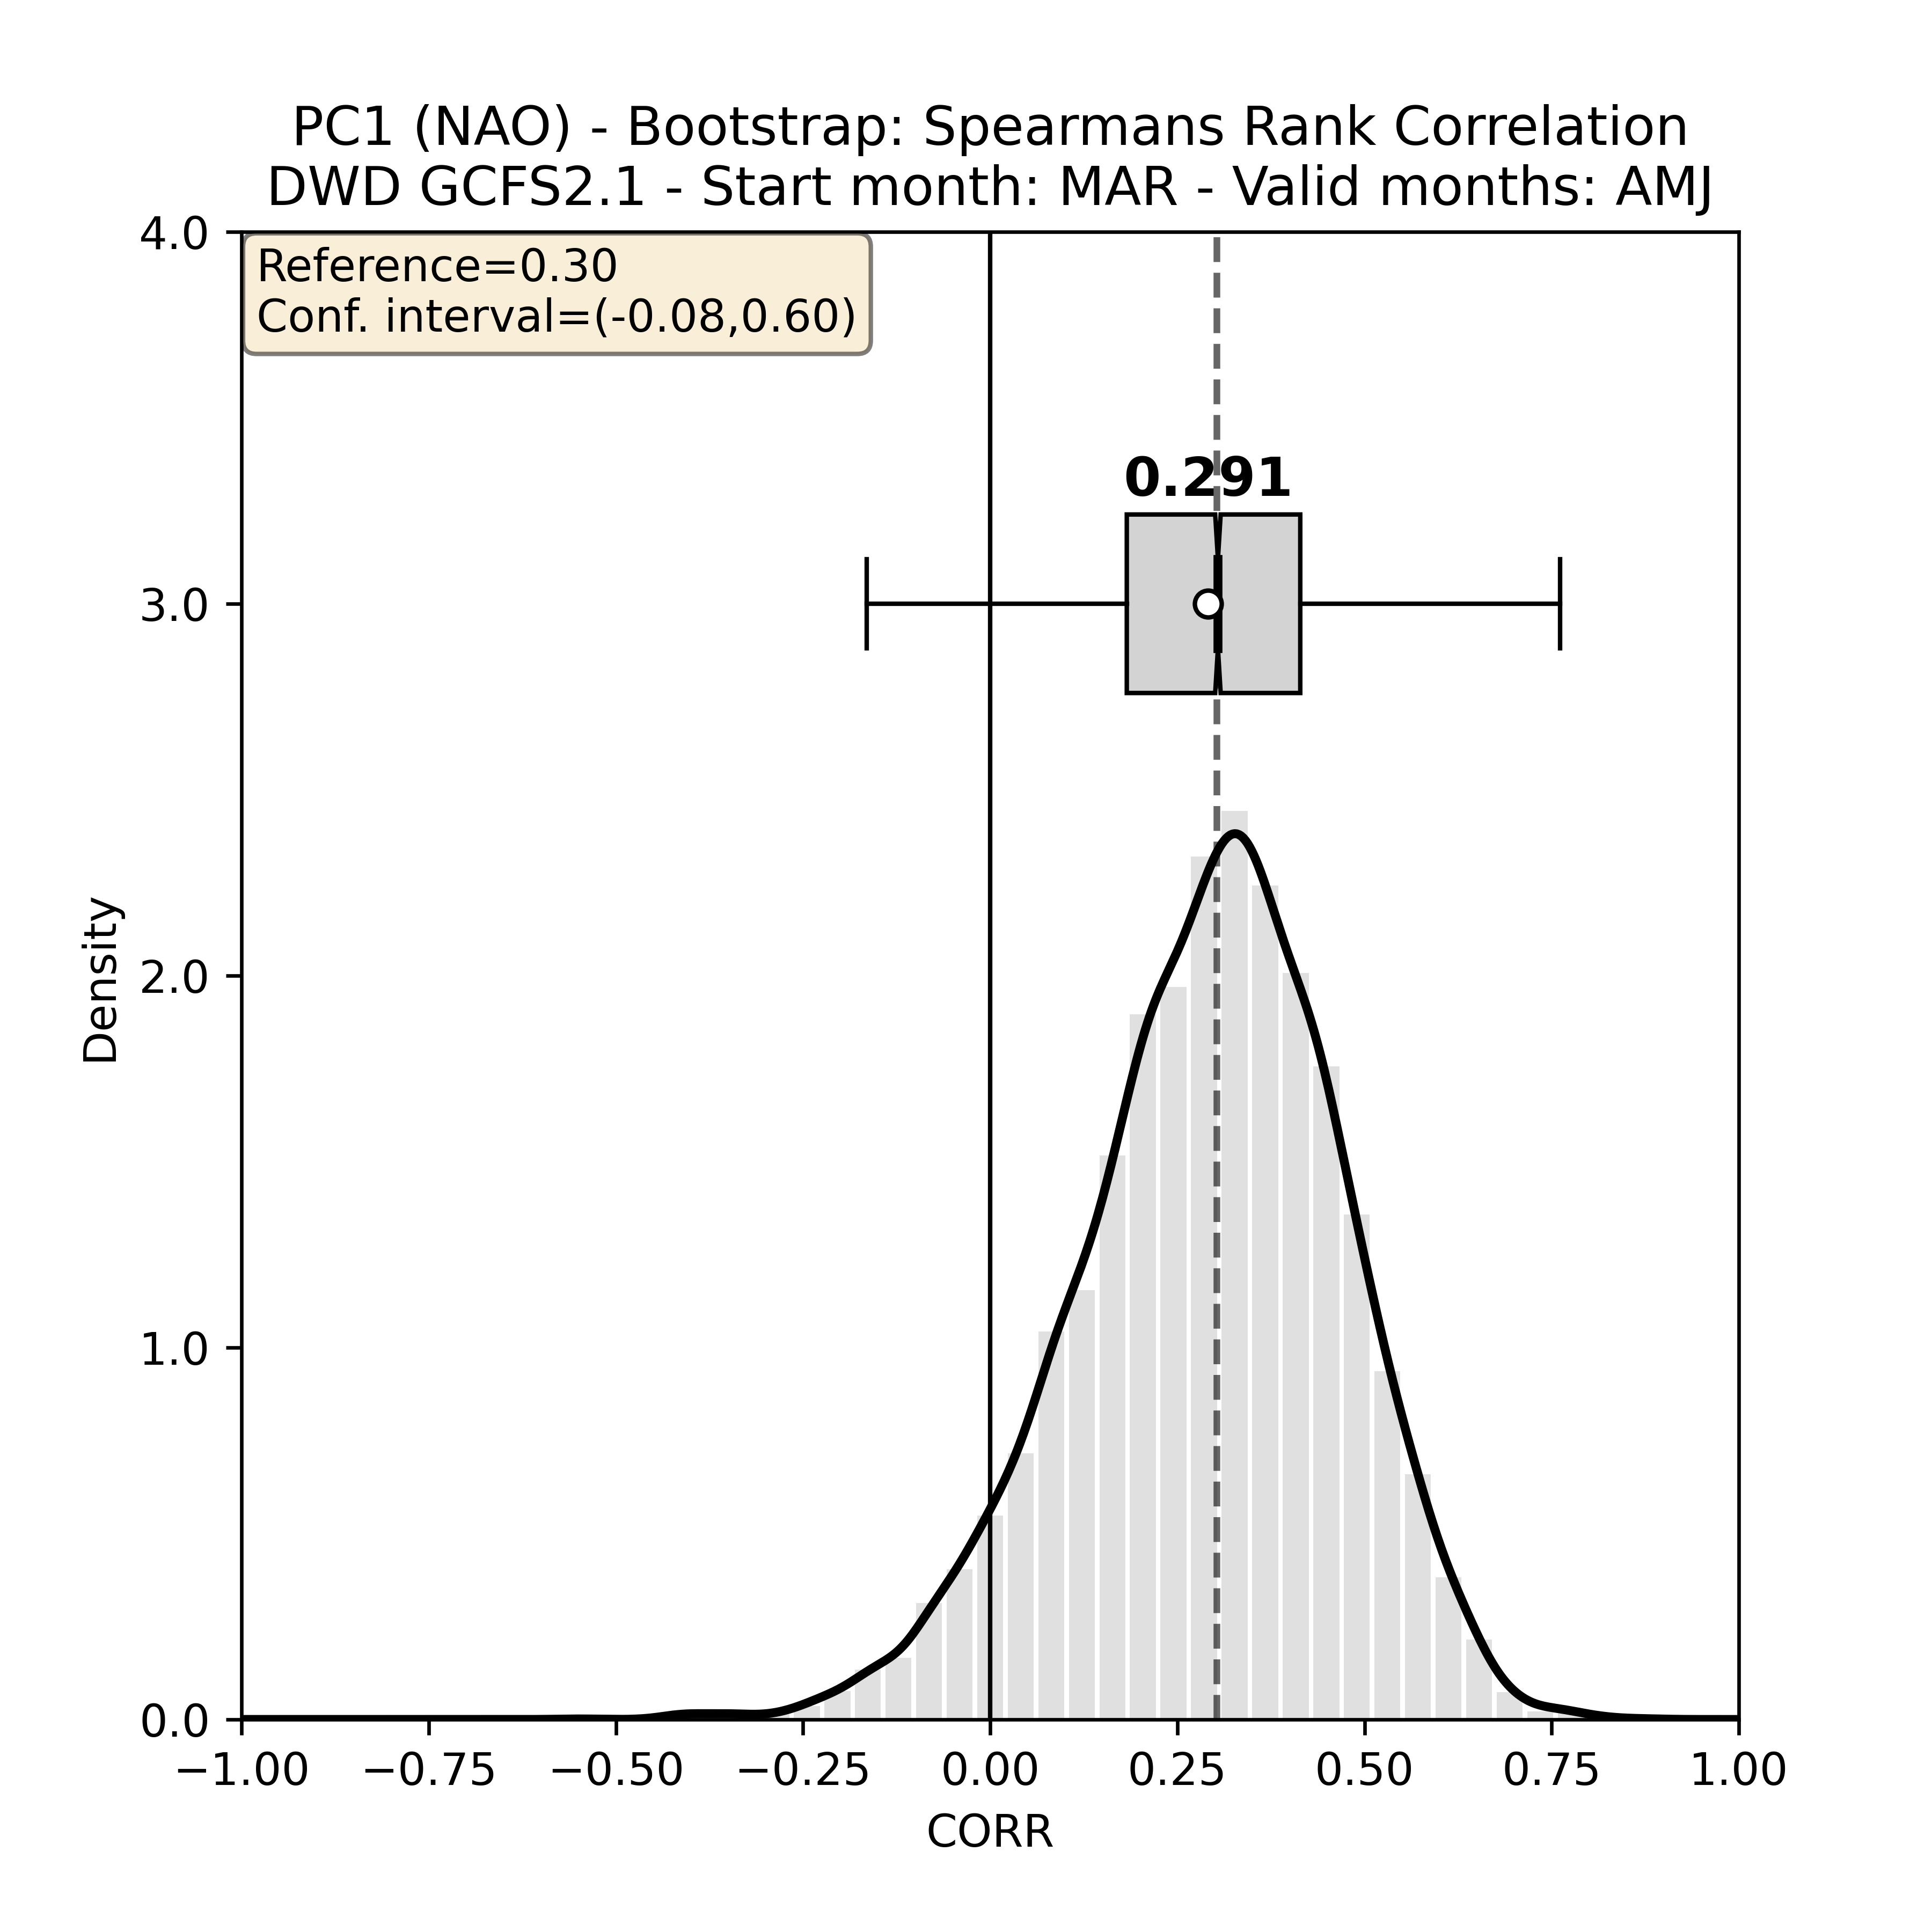 PC1 (NAO) - Bootstrap: Spearmans Rank Correlation
DWD GCFS2.1 - Start month: MAR - Valid months: AMJ
Reference=0.30
Conf. interval=(-0.08,0.60)
0.291
4.0
3.0
2.0
1.0
0.0
Density
−1.00 −0.75 −0.50 −0.25 0.00 0.25 0.50 0.75 1.00
CORR